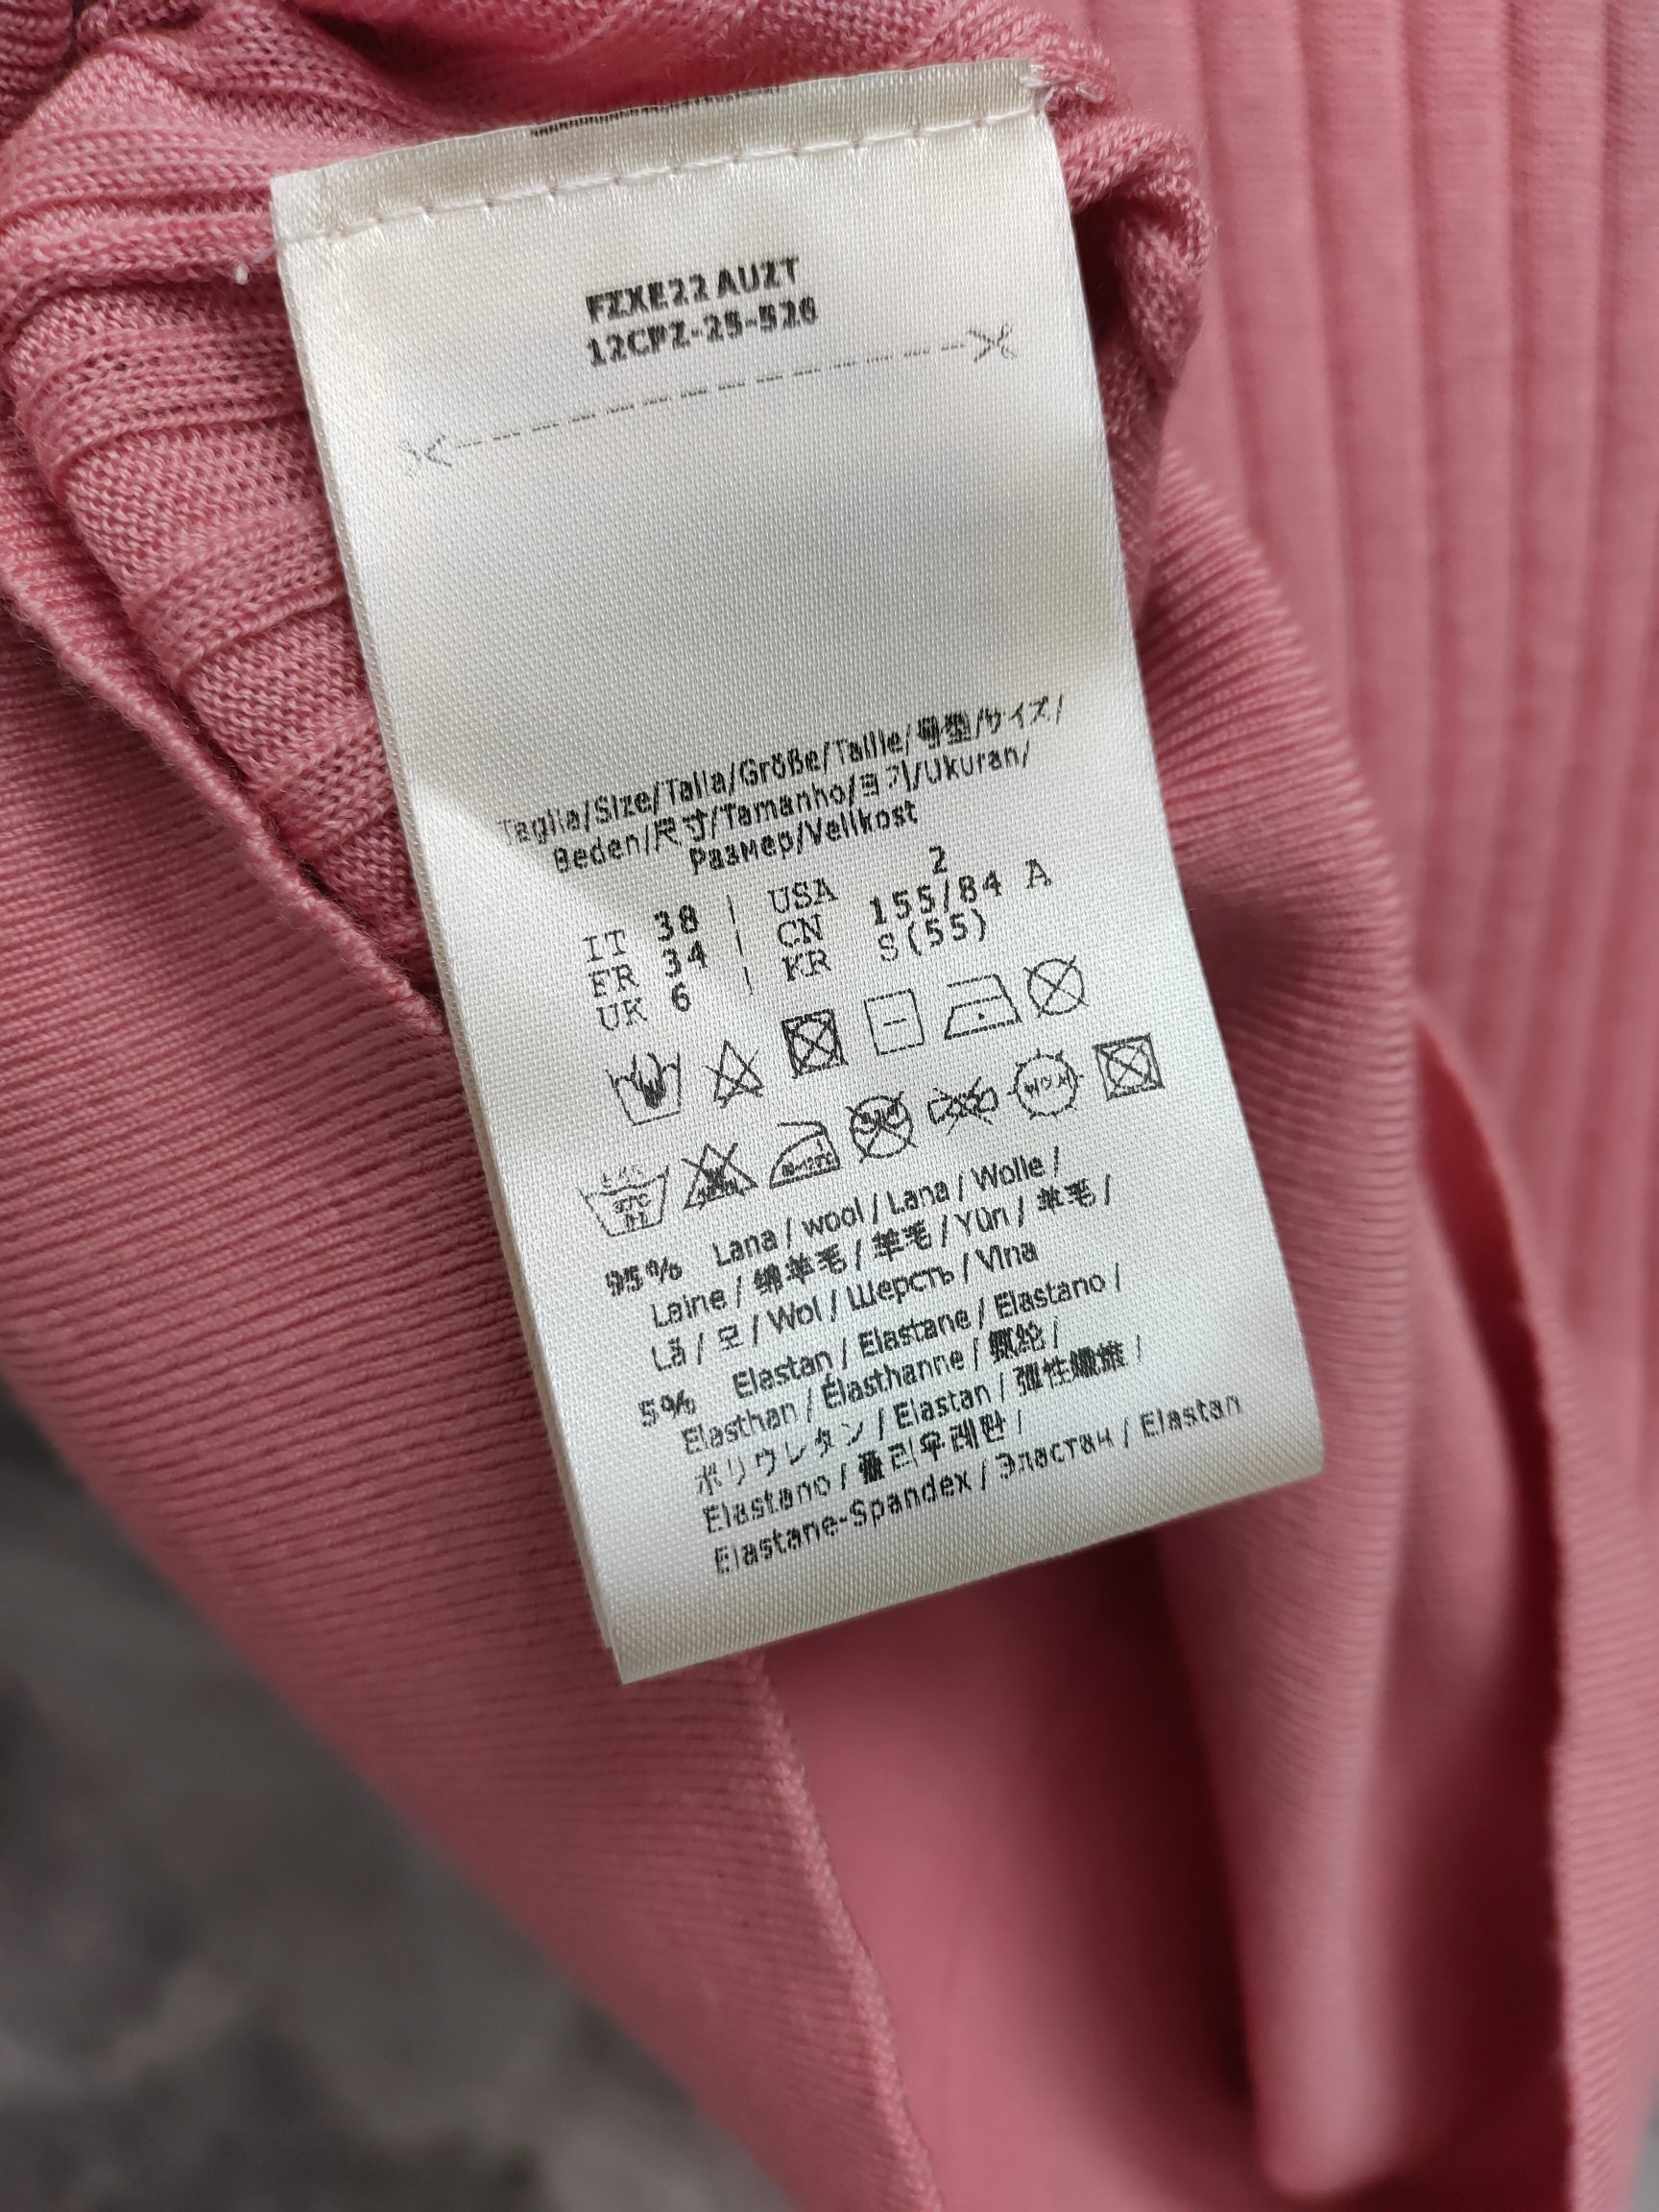 FZXE22 AUZT
12CPZ-25-526
Taglia/Size/Talla/Größe/Taille/号型/サイズ/
Beden/尺寸/Tamanho/크기/Ukuran/
Размер/Velikost
IT 38 | USA 2
FR 34 | CN 155/84 A
UK 6 | KR S(55)
95% Lana / wool / Lana / Wolle /
Laine / 绵羊毛 / 羊毛 / Yün / 羊毛 /
Lã / 모 / Wol / Шерсть / Vlna
5% Elastan / Elastane / Elastano /
Elasthan / Élasthanne / 氨纶 /
ポリウレタン / Elastan / 彈性纖維 /
Elastano / 폴리우레탄 /
Elastane-Spandex / Эластан / Elastan